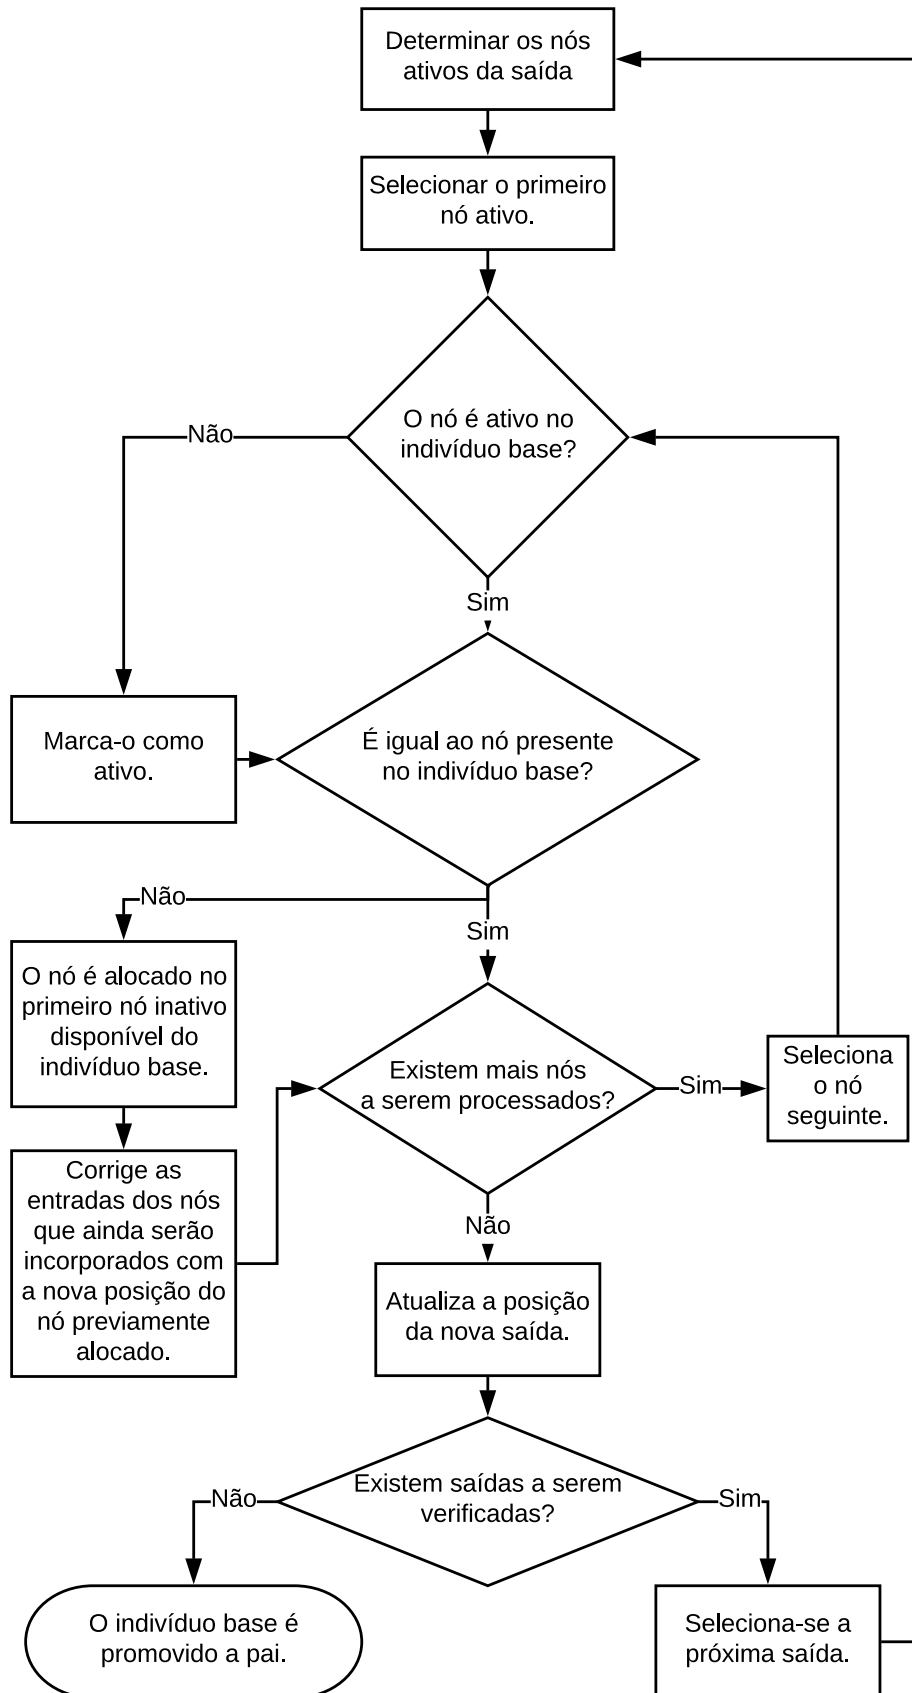 Determinar os nós
ativos da saída
Selecionar o primeiro
nó ativo.
O nó é ativo no
indivíduo base?
Não
Sim
Marca-o como
ativo.
É igual ao nó presente
no indivíduo base?
Não
Sim
O nó é alocado no
primeiro nó inativo
disponível do
indivíduo base.
Existem mais nós
a serem processados?
Sim
Seleciona
o nó
seguinte.
Corrige as
entradas dos nós
que ainda serão
incorporados com
a nova posição do
nó previamente
alocado.
Não
Atualiza a posição
da nova saída.
Existem saídas a serem
verificadas?
Não
Sim
O indivíduo base é
promovido a pai.
Seleciona-se a
próxima saída.